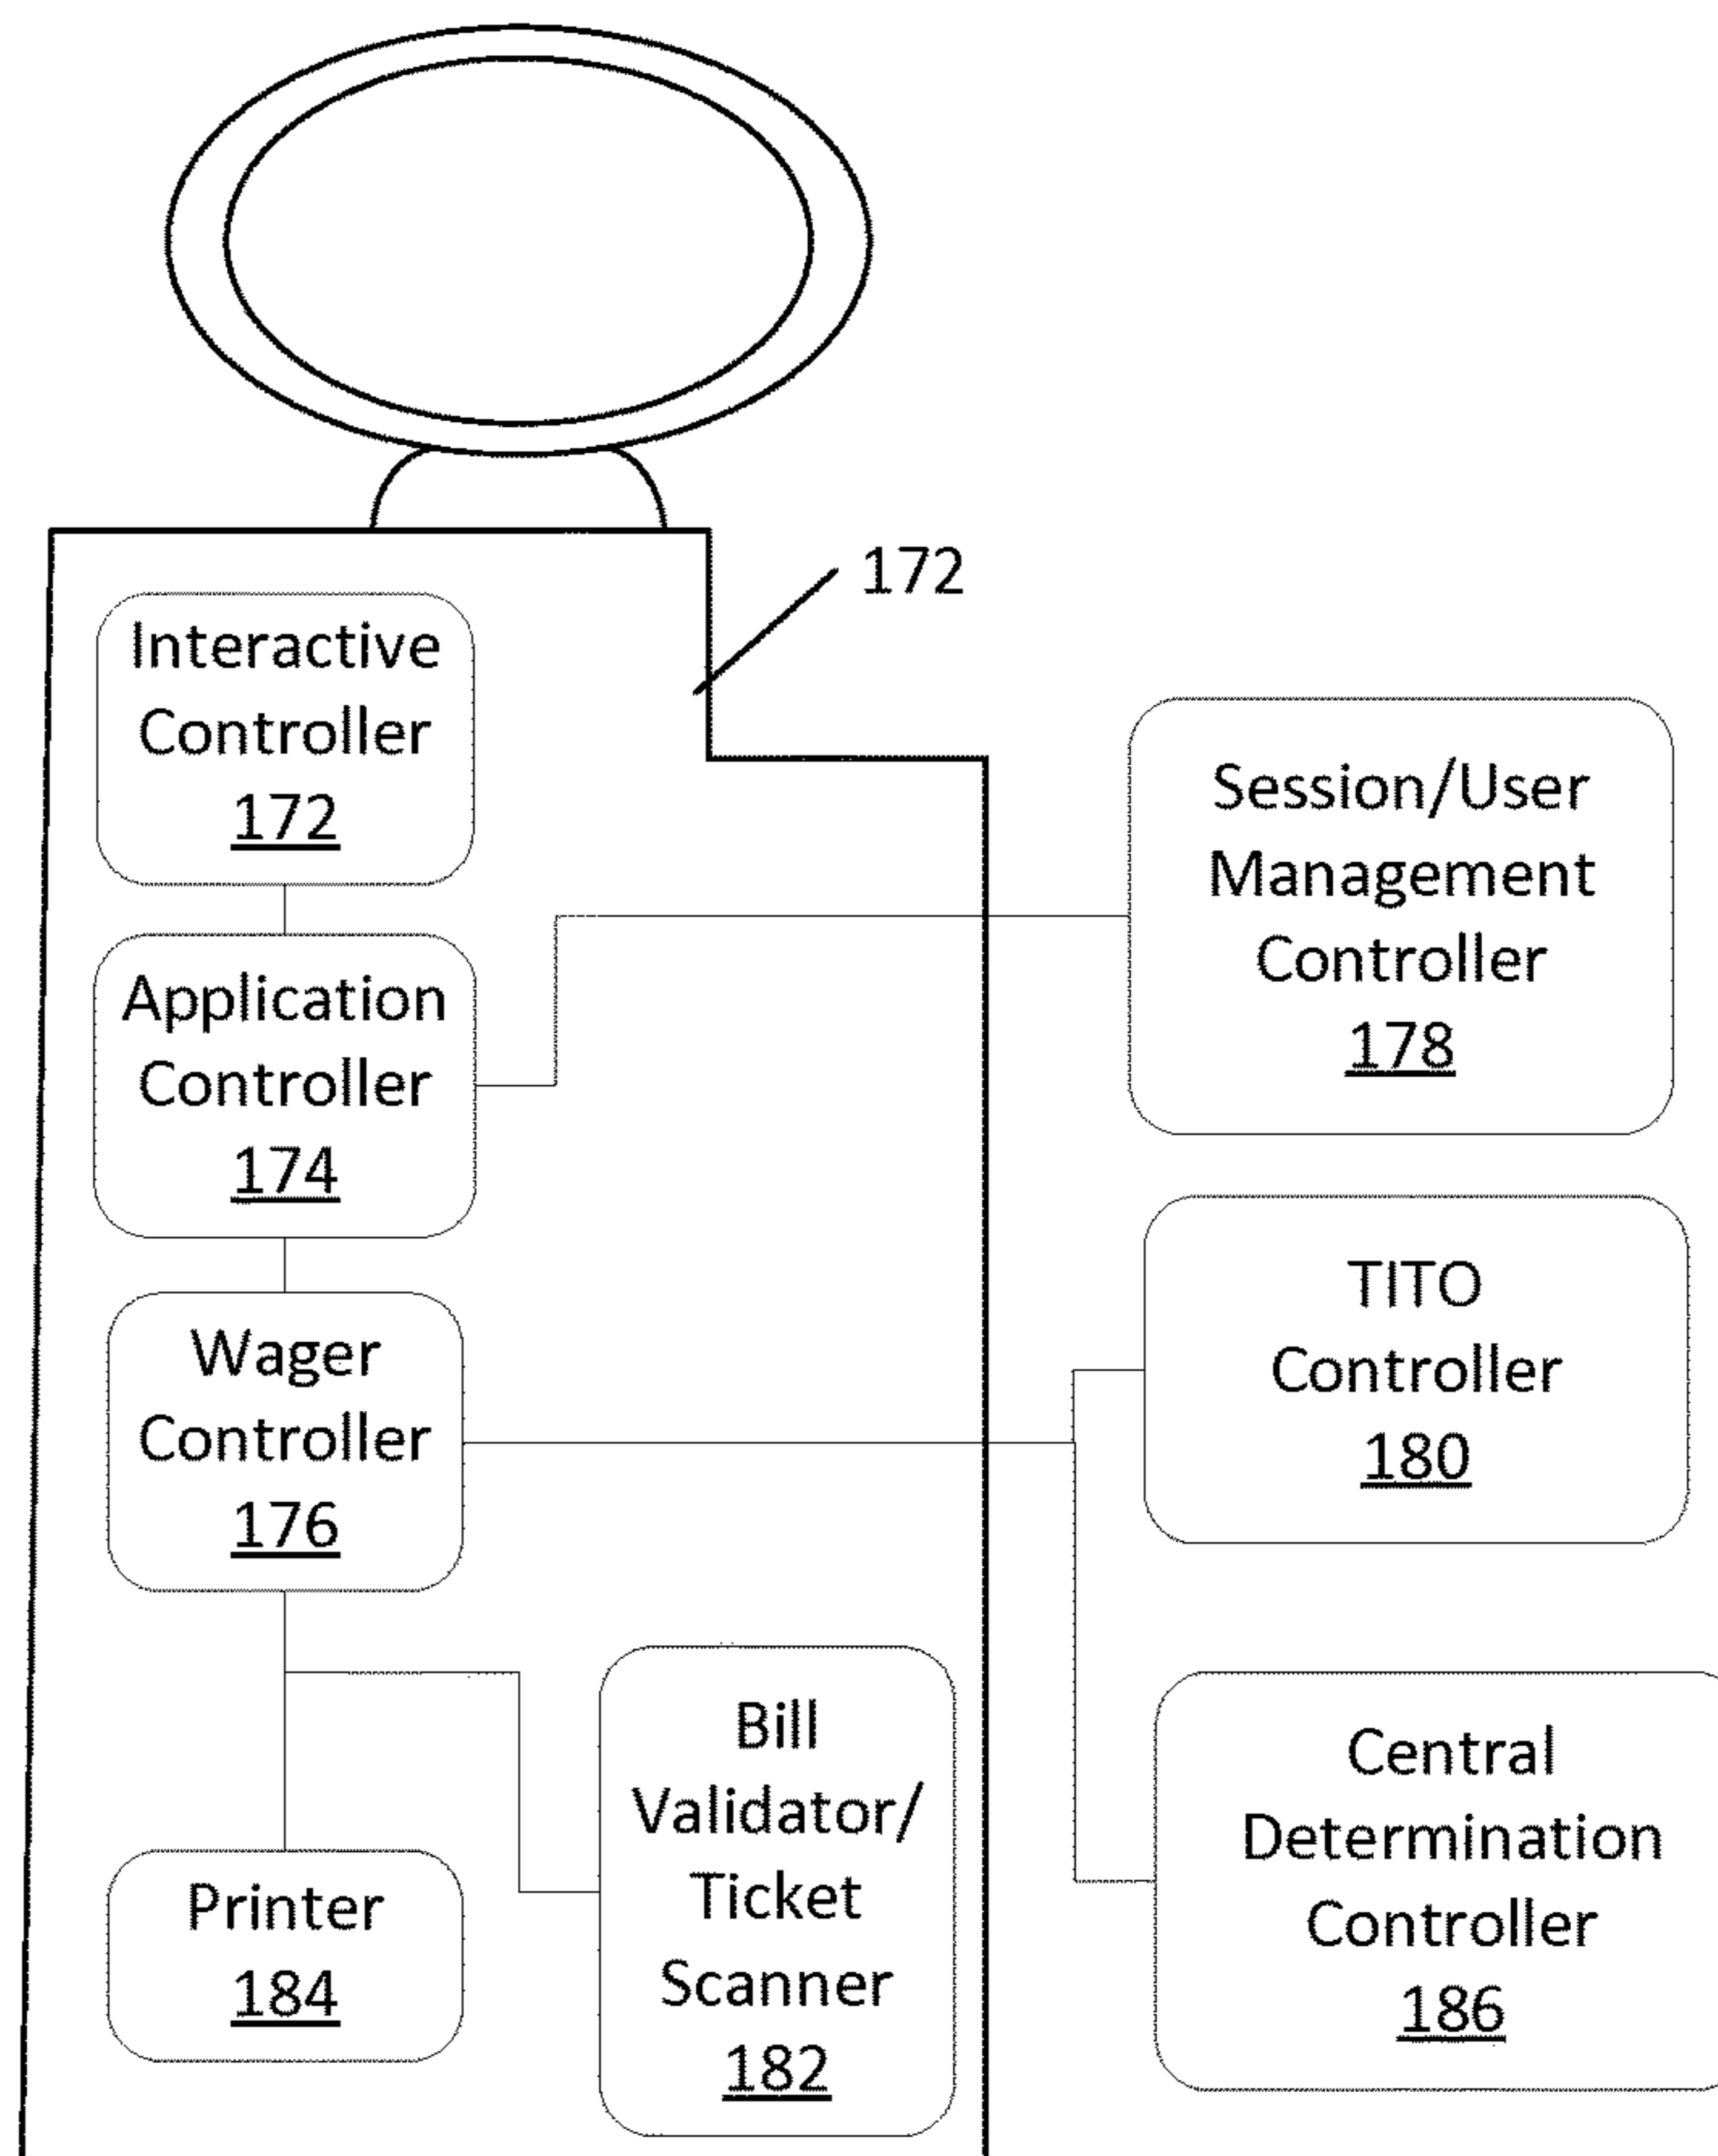 172
Interactive
Controller
172
Application
Controller
174
Wager
Controller
176
Printer
184
Bill
Validator/
Ticket
Scanner
182
Session/User
Management
Controller
178
TITO
Controller
180
Central
Determination
Controller
186